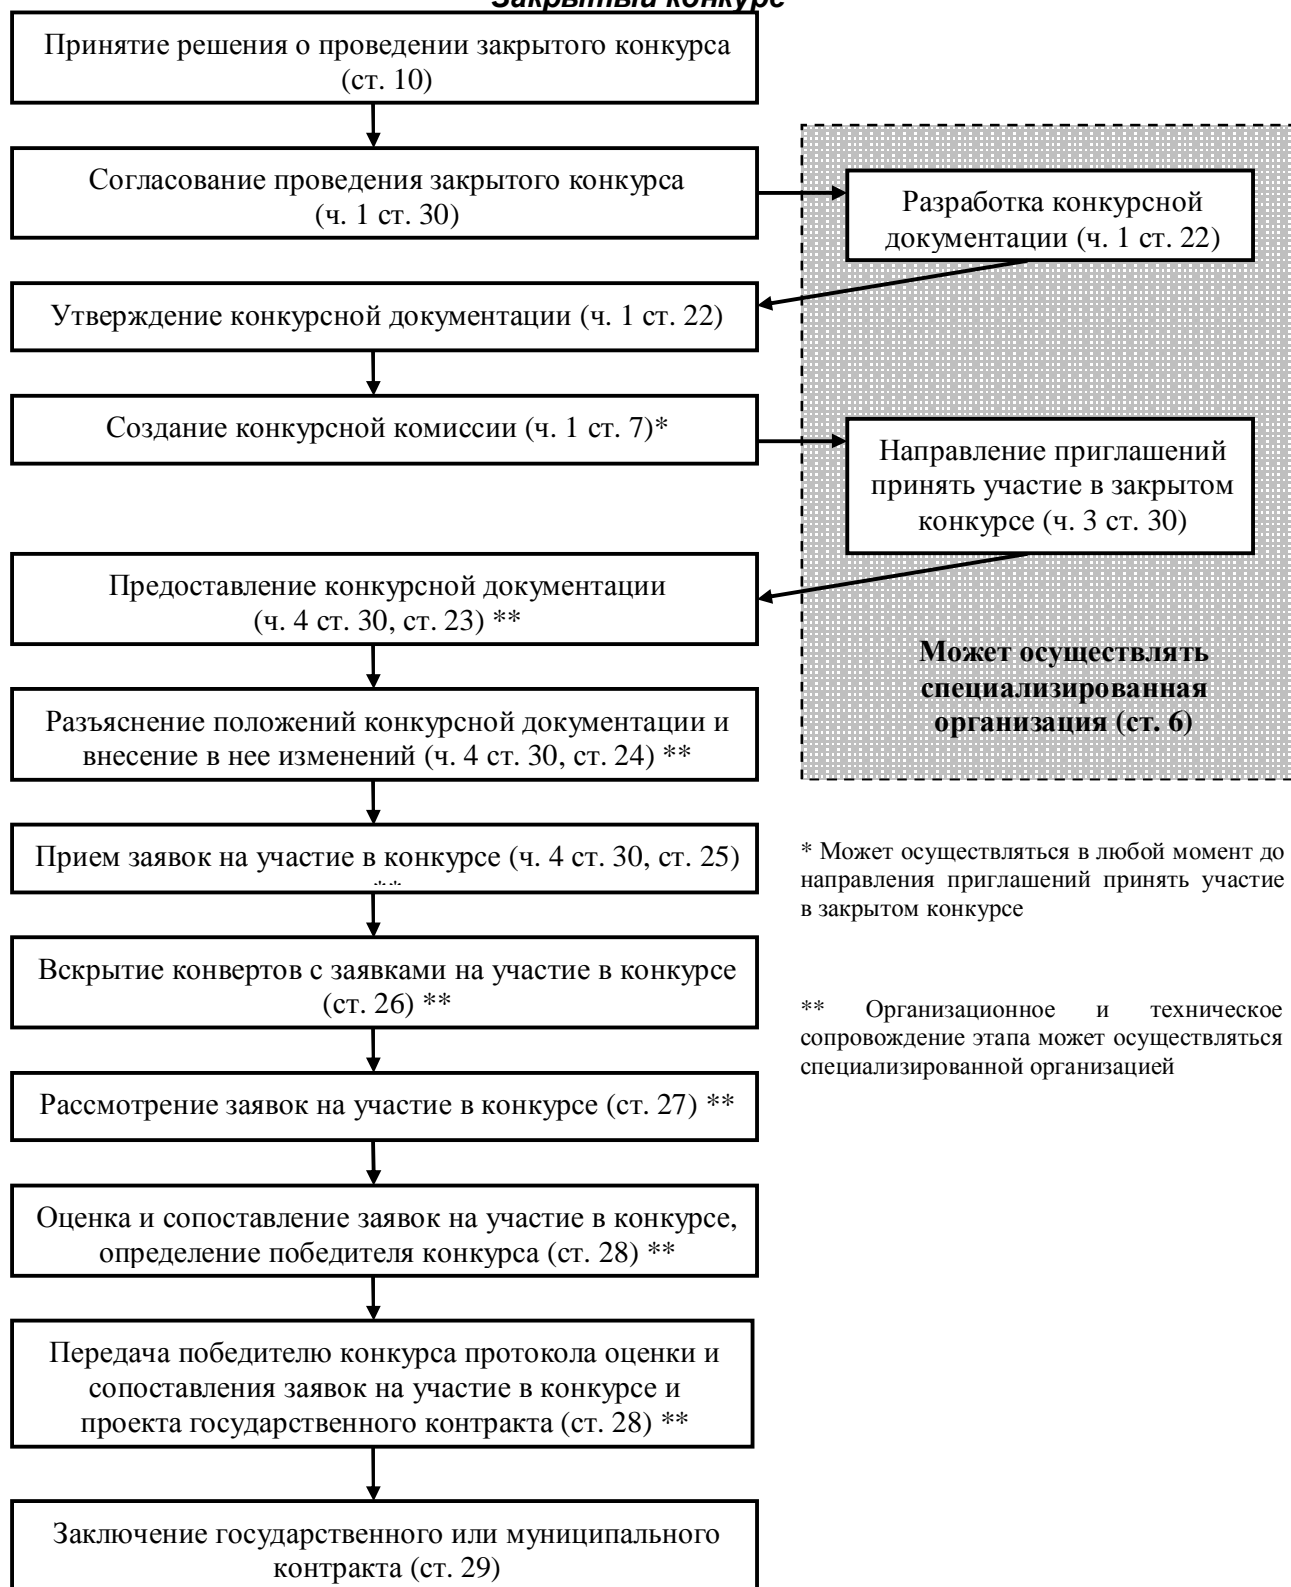 Закрытый конкурс
Принятие решения о проведении закрытого конкурса
(ст. 10)
Согласование проведения закрытого конкурса
(ч. 1 ст. 30)
Разработка конкурсной
документации (ч. 1 ст. 22)
Утверждение конкурсной документации (ч. 1 ст. 22)
Создание конкурсной комиссии (ч. 1 ст. 7)*
Направление приглашений
принять участие в закрытом
конкурсе (ч. 3 ст. 30)
Предоставление конкурсной документации
(ч. 4 ст. 30, ст. 23) **
Может осуществлять
специализированная
организация (ст. 6)
Разъяснение положений конкурсной документации и
внесение в нее изменений (ч. 4 ст. 30, ст. 24) **
Прием заявок на участие в конкурсе (ч. 4 ст. 30, ст. 25)
**
* Может осуществляться в любой момент до
направления приглашений принять участие
в закрытом конкурсе
Вскрытие конвертов с заявками на участие в конкурсе
(ст. 26) **
** Организационное и техническое
сопровождение этапа может осуществляться
специализированной организацией
Рассмотрение заявок на участие в конкурсе (ст. 27) **
Оценка и сопоставление заявок на участие в конкурсе,
определение победителя конкурса (ст. 28) **
Передача победителю конкурса протокола оценки и
сопоставления заявок на участие в конкурсе и
проекта государственного контракта (ст. 28) **
Заключение государственного или муниципального
контракта (ст. 29)